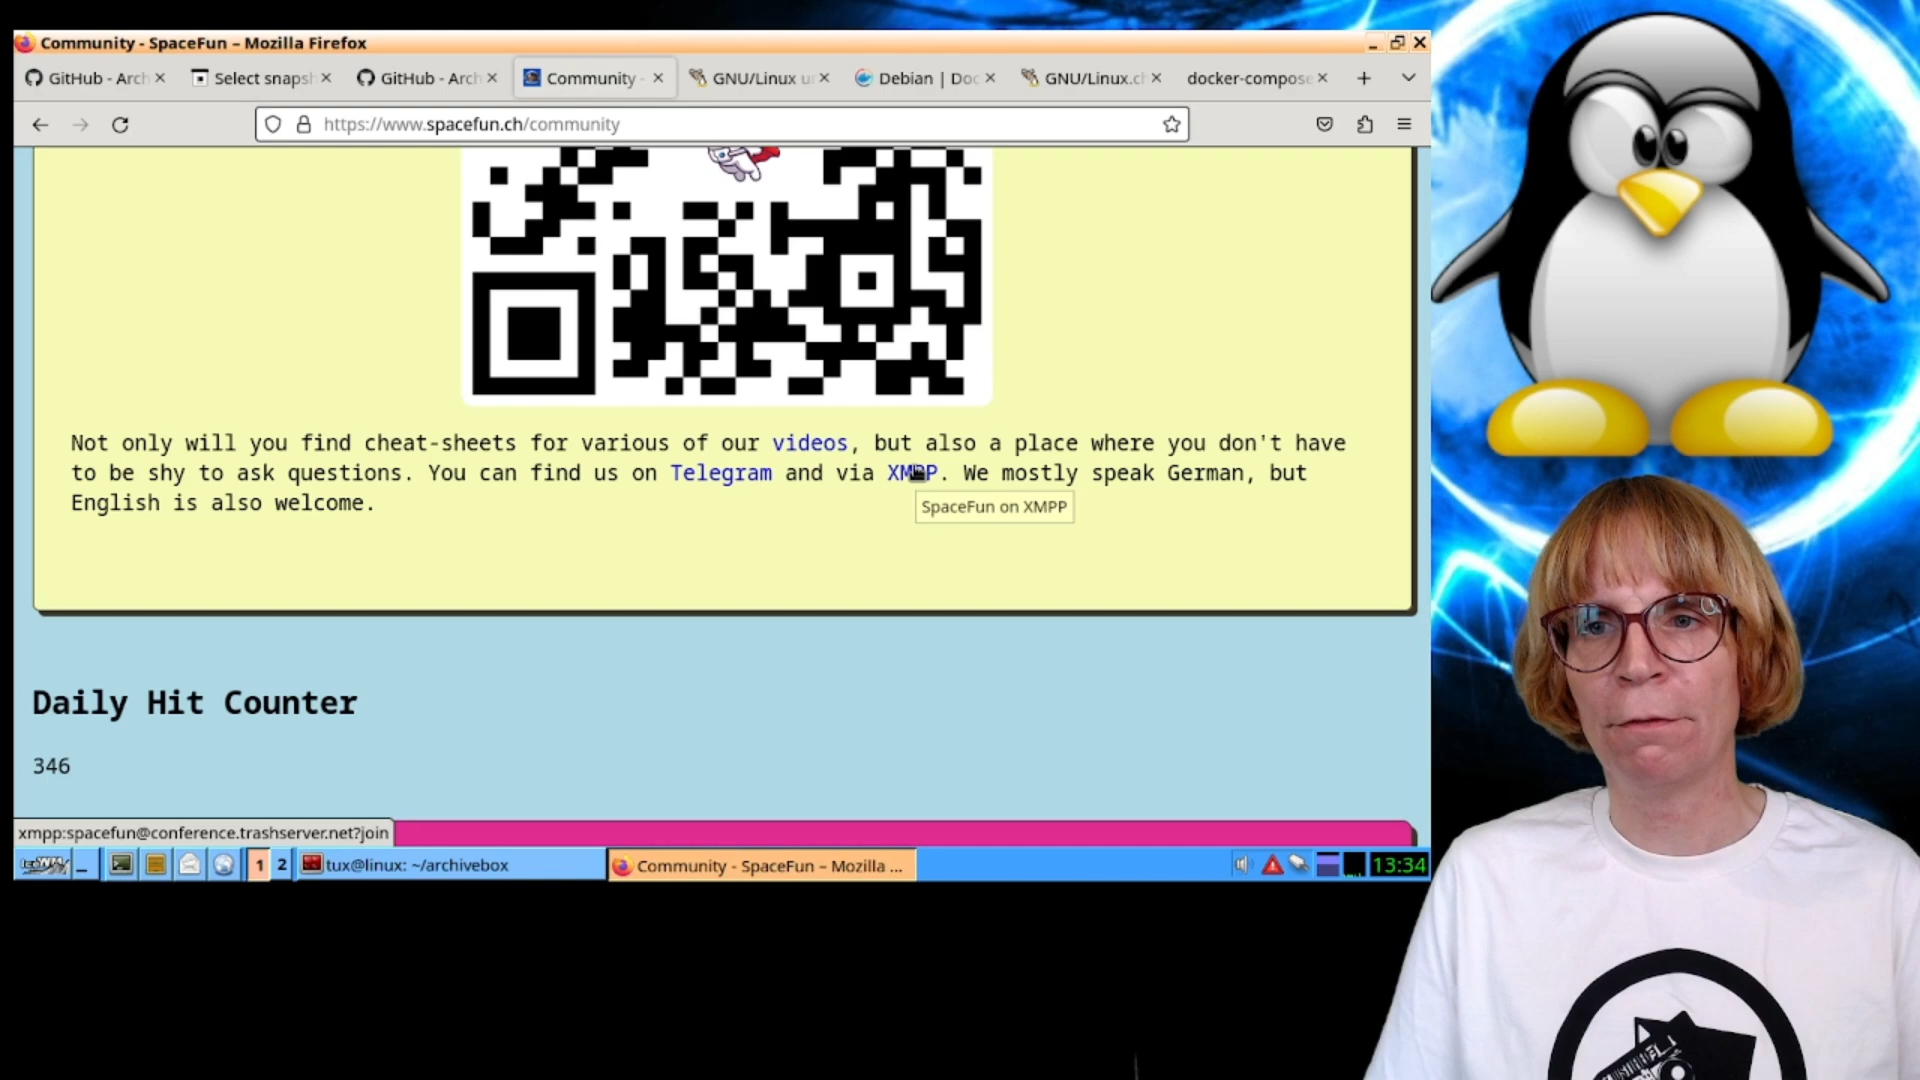 Community - SpaceFun – Mozilla Firefox
GitHub - Arch
Select snaps
GitHub - Arch
Community -
GNU/Linux u
Debian | Doc
GNU/Linux.ch
docker-compose
https://www.spacefun.ch/community
Not only will you find cheat-sheets for various of our videos, but also a place where you don't have
to be shy to ask questions. You can find us on Telegram and via XMPP. We mostly speak German, but
English is also welcome.
SpaceFun on XMPP
Daily Hit Counter
346
xmpp:spacefun@conference.trashserver.net?join
IceWM
1
2
tux@linux: ~/archivebox
Community - SpaceFun – Mozilla ...
13:34